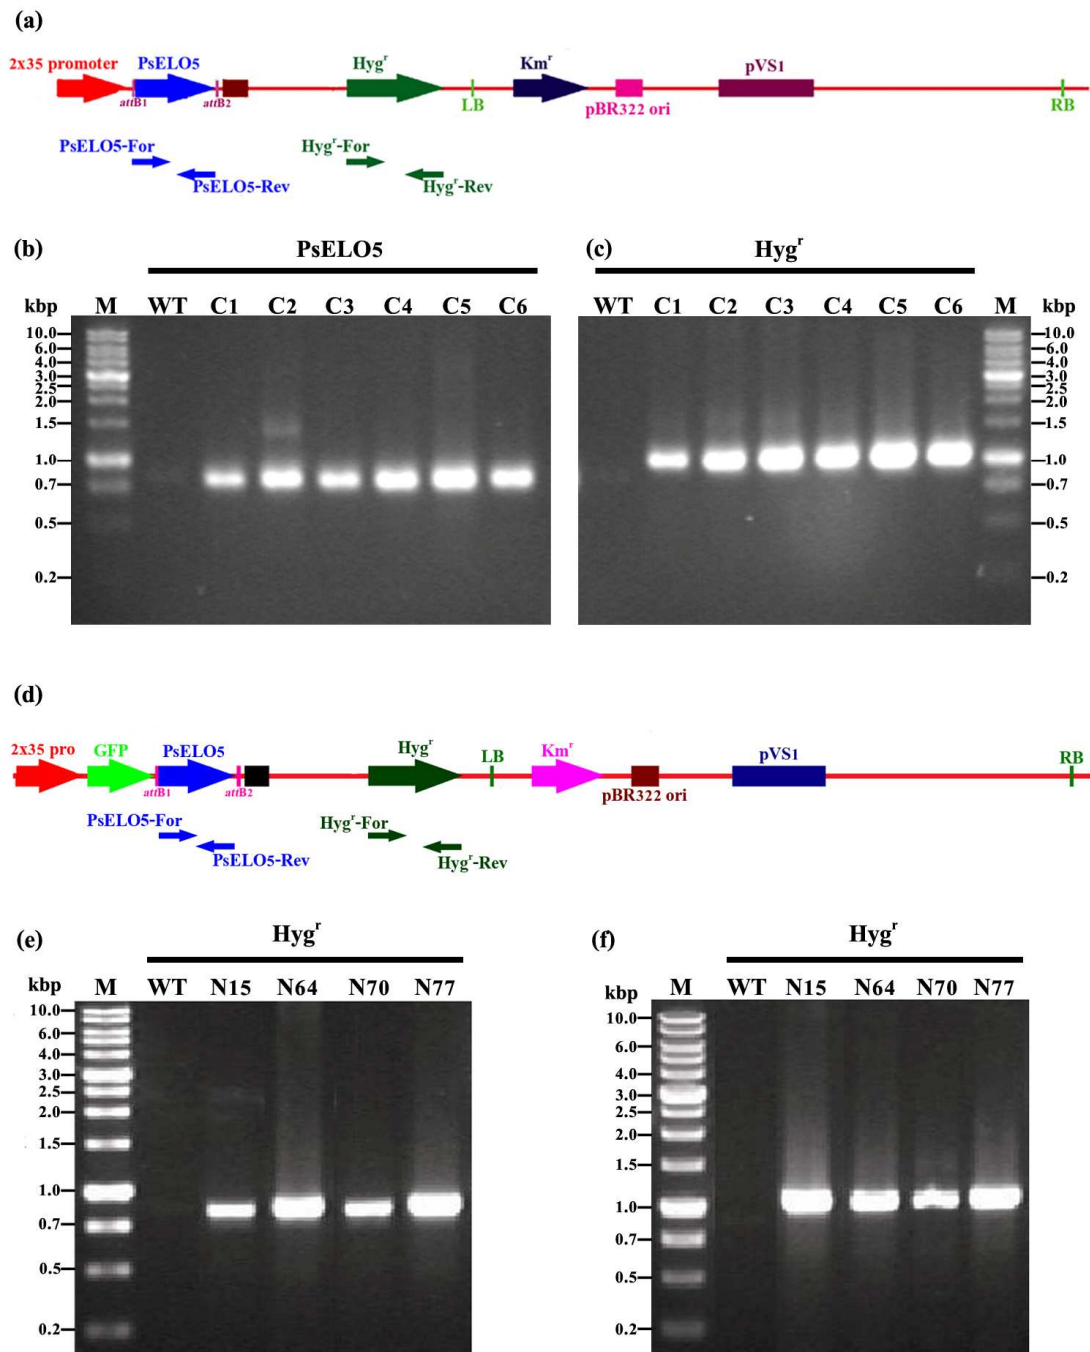 (a)
2x35 promoter PsELO5 Hygʳ Kmʳ pVS1
attB1 attB2 LB pBR322 ori RB
PsELO5-For Hygʳ-For
PsELO5-Rev Hygʳ-Rev
(b) PsELO5
kbp M WT C1 C2 C3 C4 C5 C6
10.0
6.0
4.0
3.0
2.5
2.0
1.5
1.0
0.7
0.5
0.2
(c) Hygʳ
WT C1 C2 C3 C4 C5 C6 M kbp
10.0
6.0
4.0
3.0
2.5
2.0
1.5
1.0
0.7
0.5
0.2
(d)
2x35 pro GFP PsELO5 Hygʳ LB Kmʳ pVS1 RB
attB1 attB2 pBR322 ori
PsELO5-For Hygʳ-For
PsELO5-Rev Hygʳ-Rev
(e) Hygʳ
kbp M WT N15 N64 N70 N77
10.0
6.0
4.0
3.0
2.5
2.0
1.5
1.0
0.7
0.5
0.2
(f) Hygʳ
kbp M WT N15 N64 N70 N77
10.0
6.0
4.0
3.0
2.5
2.0
1.5
1.0
0.7
0.5
0.2